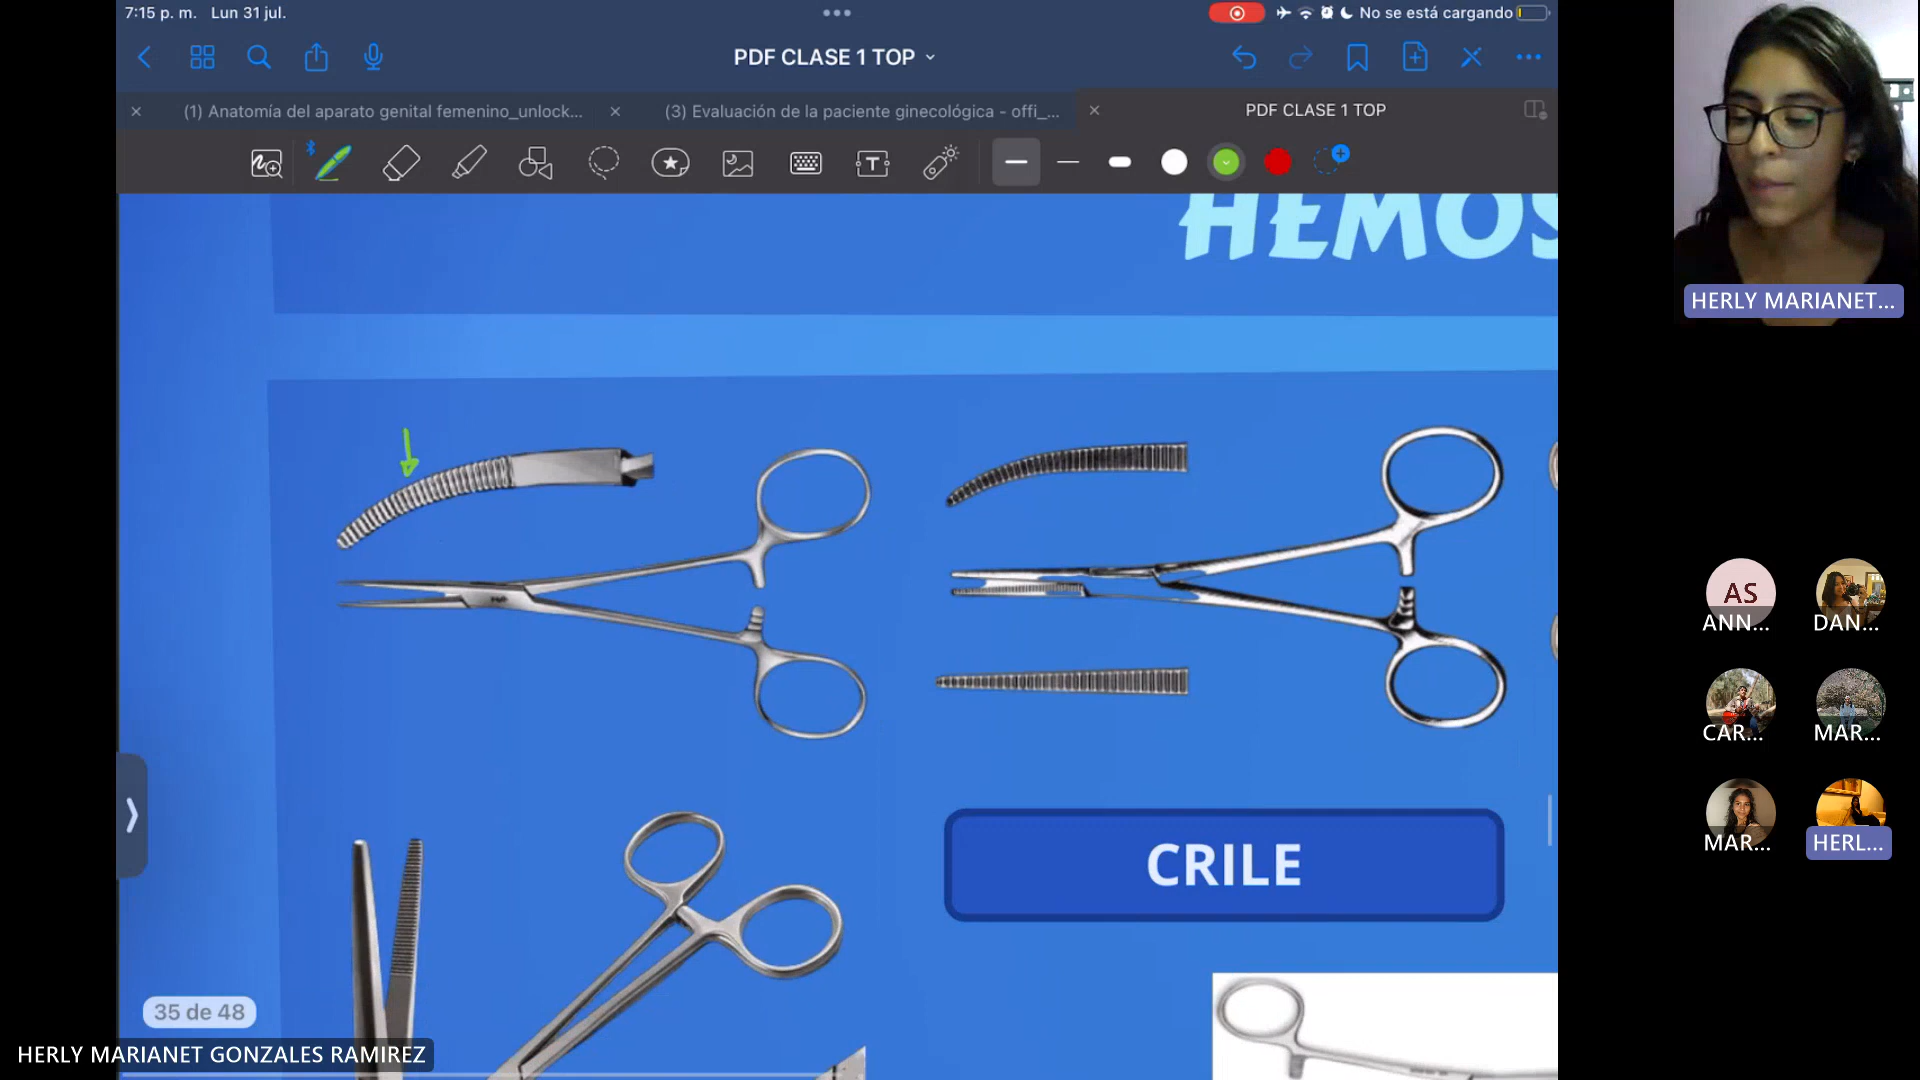 7:15 p. m. Lun 31 jul.
No se está cargando
PDF CLASE 1 TOP
(1) Anatomía del aparato genital femenino_unlock...
(3) Evaluación de la paciente ginecológica - offi_...
PDF CLASE 1 TOP
T
HEMOS
CRILE
35 de 48
HERLY MARIANET GONZALES RAMIREZ
HERLY MARIANET...
AS
ANN...
DAN...
CAR...
MAR...
MAR...
HERL...